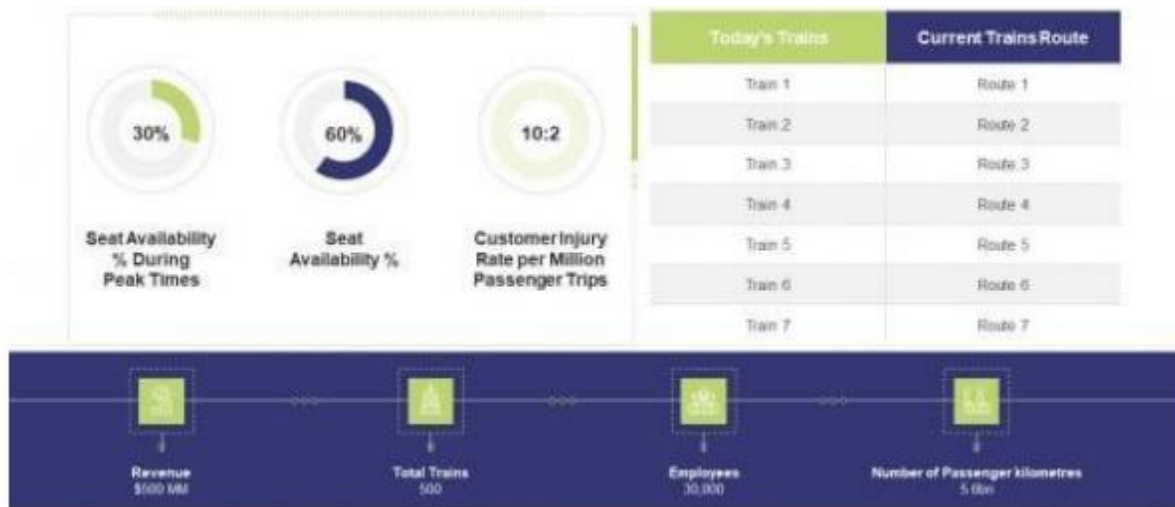 30%
60%
10:2
Seat Availability
% During
Peak Times
Seat
Availability %
Customer Injury
Rate per Million
Passenger Trips
Today's Trains Current Trains Route
Train 1 Route 1
Train 2 Route 2
Train 3 Route 3
Train 4 Route 4
Train 5 Route 5
Train 6 Route 6
Train 7 Route 7
Revenue
$500 MM
Total Trains
500
Employees
30,000
Number of Passenger kilometres